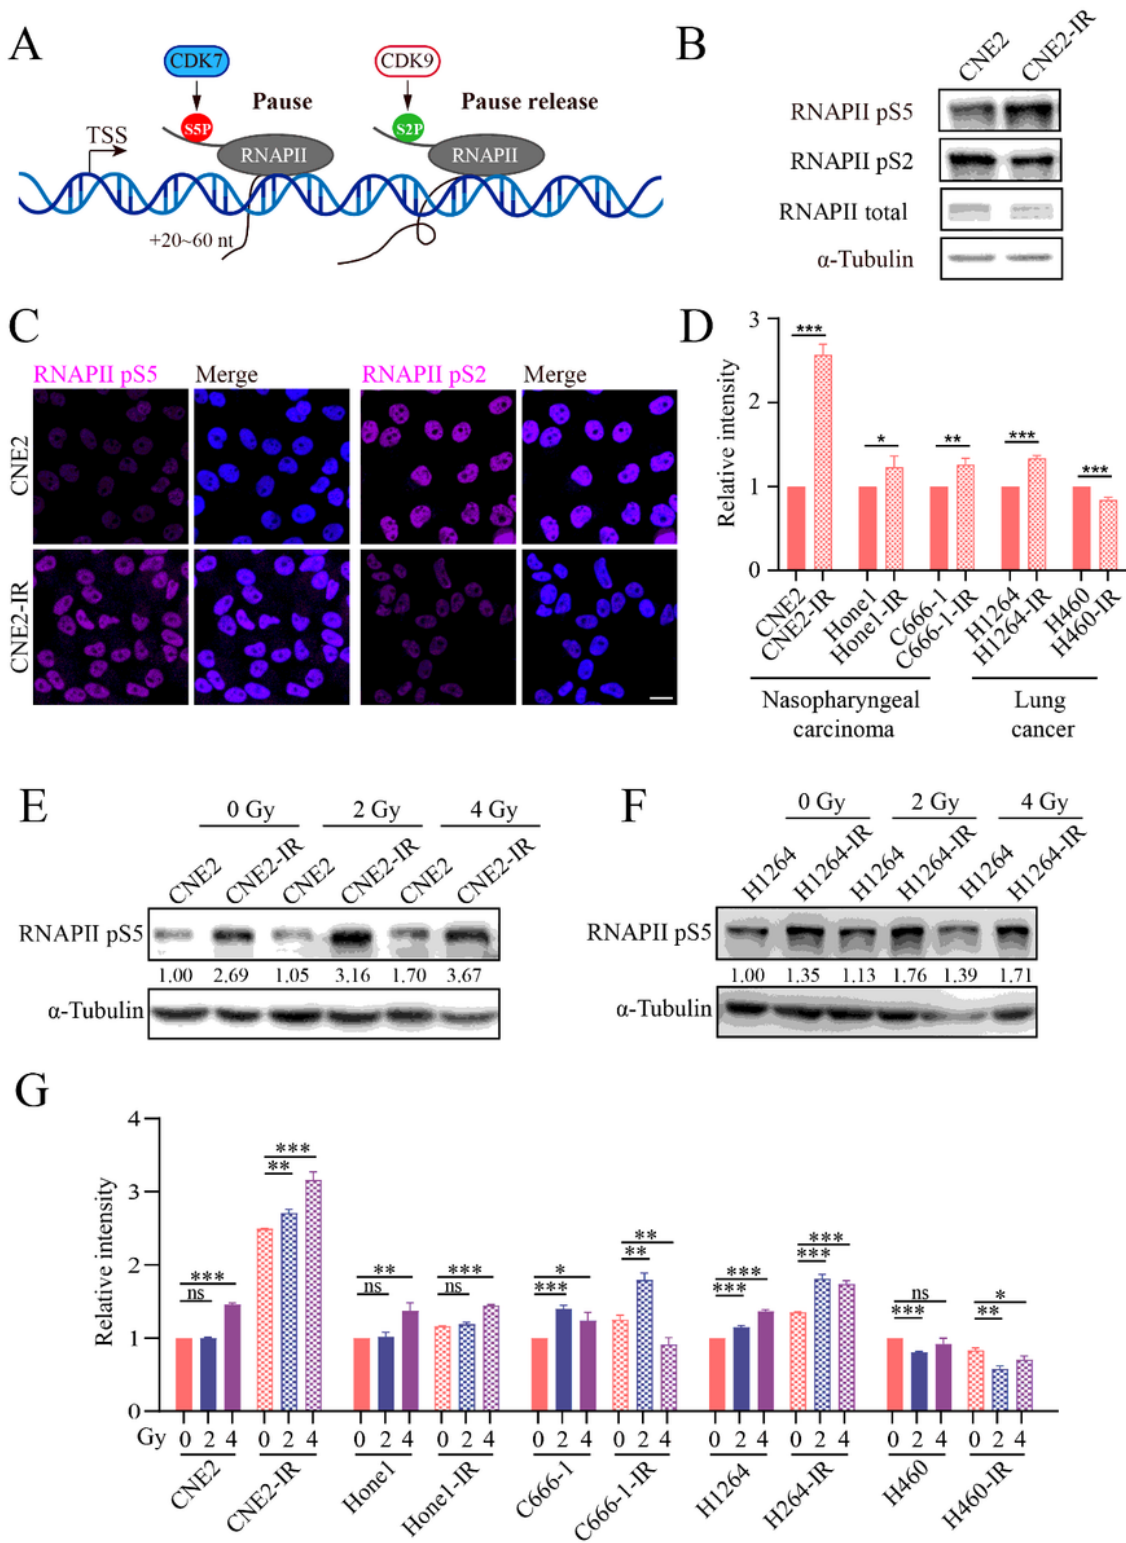 A
CDK7
CDK9
Pause
Pause release
S5P
S2P
TSS
RNAPII
RNAPII
+20~60 nt
B
CNE2
CNE2-IR
RNAPII pS5
RNAPII pS2
RNAPII total
α-Tubulin
C
RNAPII pS5
Merge
RNAPII pS2
Merge
CNE2
CNE2-IR
D
Relative intensity
3
2
1
0
***
*
**
***
***
CNE2
CNE2-IR
Hone1
Hone1-IR
C666-1
C666-1-IR
H1264
H1264-IR
H460
H460-IR
Nasopharyngeal
carcinoma
Lung
cancer
E
0 Gy
2 Gy
4 Gy
CNE2
CNE2-IR
CNE2
CNE2-IR
CNE2
CNE2-IR
RNAPII pS5
1.00 2.69 1.05 3.16 1.70 3.67
α-Tubulin
F
0 Gy
2 Gy
4 Gy
H1264
H1264-IR
H1264
H1264-IR
H1264
H1264-IR
RNAPII pS5
1.00 1.35 1.13 1.76 1.39 1.71
α-Tubulin
G
Relative intensity
4
3
2
1
0
***
ns
***
**
**
ns
***
ns
*
***
**
**
***
***
***
***
ns
***
*
**
Gy
0 2 4
0 2 4
0 2 4
0 2 4
0 2 4
0 2 4
0 2 4
0 2 4
0 2 4
0 2 4
CNE2
CNE2-IR
Hone1
Hone1-IR
C666-1
C666-1-IR
H1264
H264-IR
H460
H460-IR